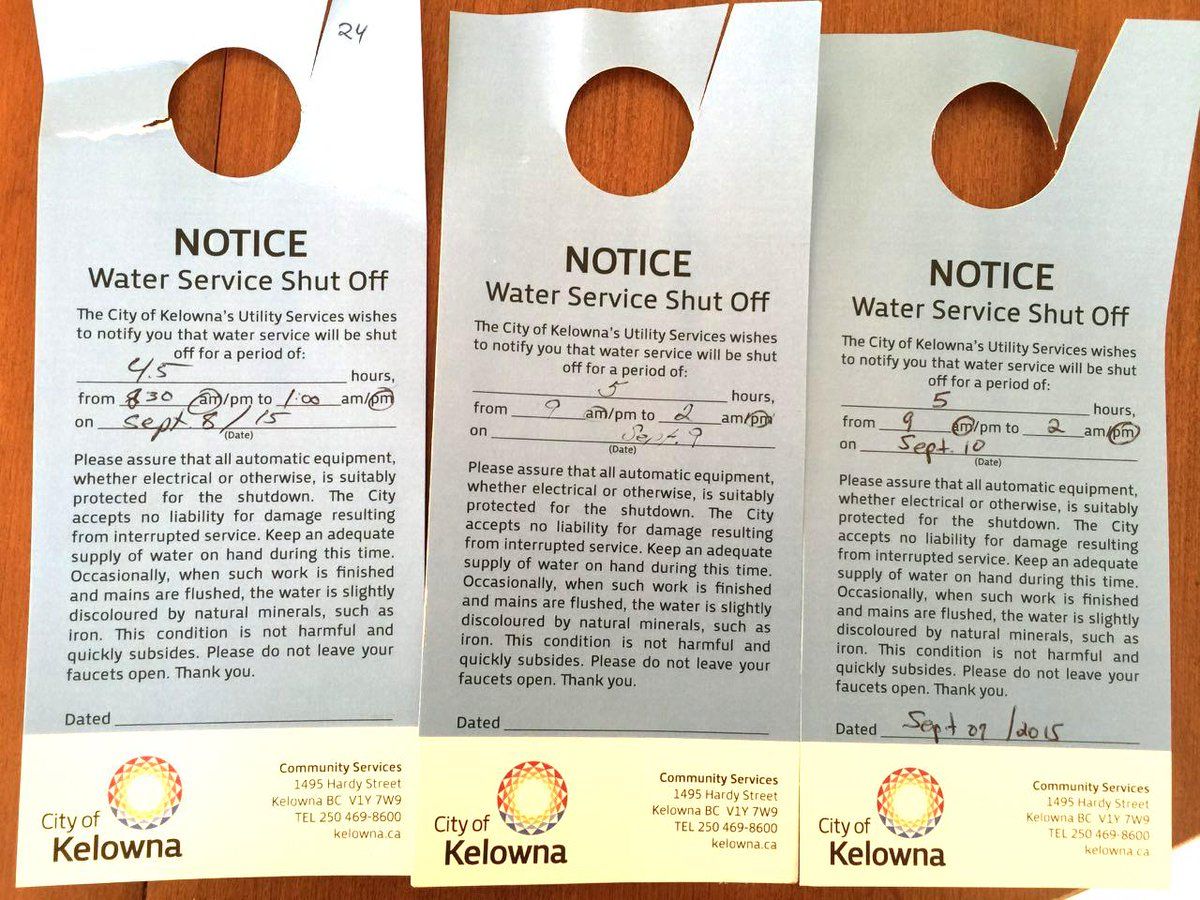 24
NOTICE
Water Service Shut Off
The City of Kelowna's Utility Services wishes
to notify you that water service will be shut
off for a period of:
4.5 hours,
from 8 30 am/pm to 1:00 am/pm
on Sept. 8/15
(Date)
Please assure that all automatic equipment,
whether electrical or otherwise, is suitably
protected for the shutdown. The City
accepts no liability for damage resulting
from interrupted service. Keep an adequate
supply of water on hand during this time.
Occasionally, when such work is finished
and mains are flushed, the water is slightly
discoloured by natural minerals, such as
iron. This condition is not harmful and
quickly subsides. Please do not leave your
faucets open. Thank you.
Dated
City of
Kelowna
Community Services
1495 Hardy Street
Kelowna BC V1Y 7W9
TEL 250 469-8600
kelowna.ca
NOTICE
Water Service Shut Off
The City of Kelowna's Utility Services wishes
to notify you that water service will be shut
off for a period of:
5 hours,
from 9 am/pm to 2 am/pm
on Sept. 9
(Date)
Please assure that all automatic equipment,
whether electrical or otherwise, is suitably
protected for the shutdown. The City
accepts no liability for damage resulting
from interrupted service. Keep an adequate
supply of water on hand during this time.
Occasionally, when such work is finished
and mains are flushed, the water is slightly
discoloured by natural minerals, such as
iron. This condition is not harmful and
quickly subsides. Please do not leave your
faucets open. Thank you.
Dated
City of
Kelowna
Community Services
1495 Hardy Street
Kelowna BC V1Y 7W9
TEL 250 469-8600
kelowna.ca
NOTICE
Water Service Shut Off
The City of Kelowna's Utility Services wishes
to notify you that water service will be shut
off for a period of:
5 hours,
from 9 am/pm to 2 am/pm
on Sept. 10
(Date)
Please assure that all automatic equipment,
whether electrical or otherwise, is suitably
protected for the shutdown. The City
accepts no liability for damage resulting
from interrupted service. Keep an adequate
supply of water on hand during this time.
Occasionally, when such work is finished
and mains are flushed, the water is slightly
discoloured by natural minerals, such as
iron. This condition is not harmful and
quickly subsides. Please do not leave your
faucets open. Thank you.
Dated Sept 09/2015
City of
Kelowna
Community Services
1495 Hardy Street
Kelowna BC V1Y 7W9
TEL 250 469-8600
kelowna.ca